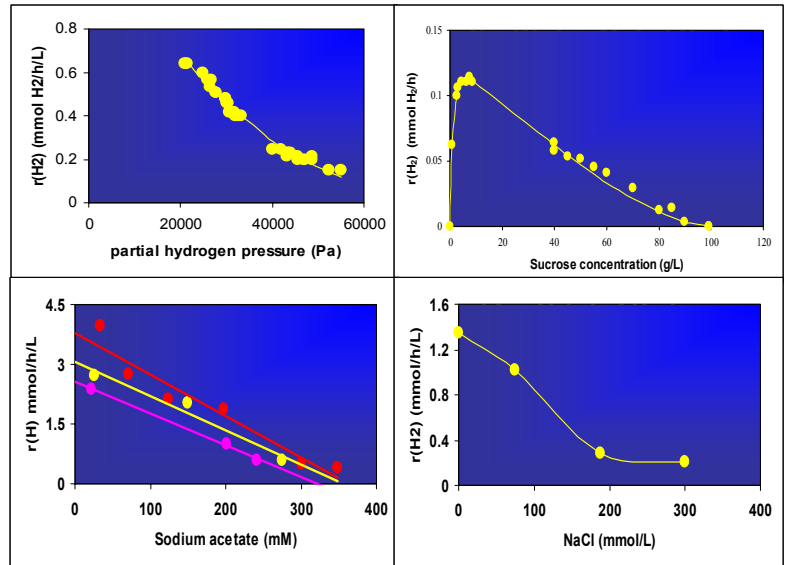 0.8
0.6
0.4
0.2
0
r(H2) (mmol H2/h/L)
0 20000 40000 60000
partial hydrogen pressure (Pa)
0.15
0.1
0.05
0
r(H₂) (mmol H₂/h)
0 20 40 60 80 100 120
Sucrose concentration (g/L)
4.5
3
1.5
0
r(H) mmol/h/L
0 100 200 300 400
Sodium acetate (mM)
1.6
1.2
0.8
0.4
0
r(H2) (mmol/h/L)
0 100 200 300 400
NaCl (mmol/L)